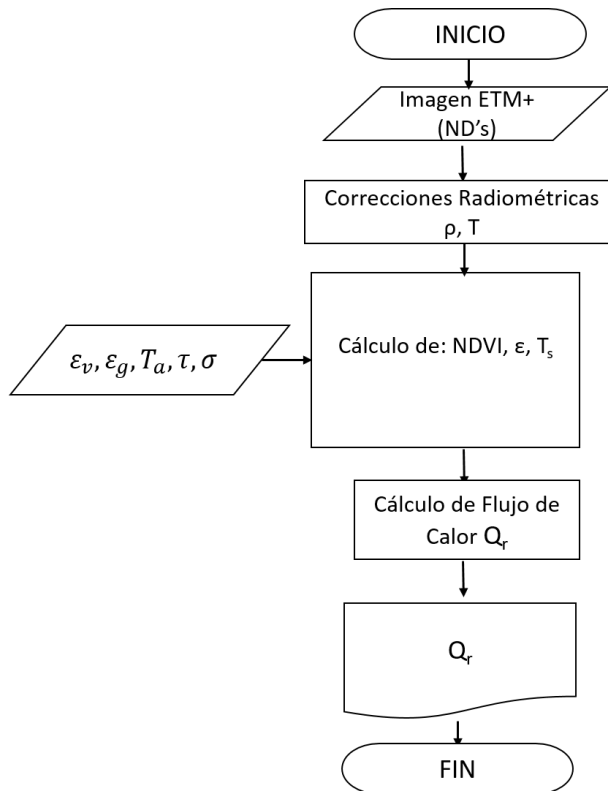 INICIO
Imagen ETM+
(ND's)
Correcciones Radiométricas
ρ, T
εᵥ, ε_g, Tₐ, τ, σ
Cálculo de: NDVI, ε, Tₛ
Cálculo de Flujo de
Calor Qᵣ
Qᵣ
FIN